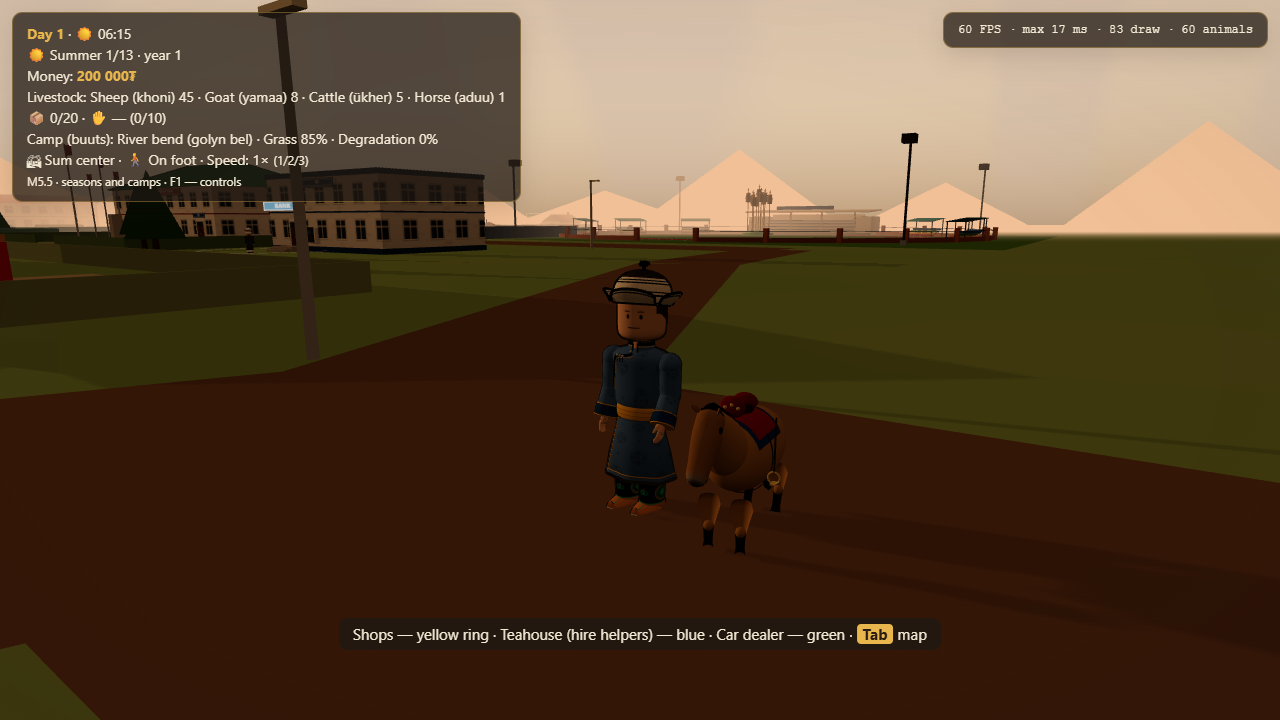 Day 1 · 06:15
Summer 1/13 · year 1
Money: 200 000₮
Livestock: Sheep (khoni) 45 · Goat (yamaa) 8 · Cattle (ükher) 5 · Horse (aduu) 1
0/20 · — (0/10)
Camp (buuts): River bend (golyn bel) · Grass 85% · Degradation 0%
Sum center · On foot · Speed: 1× (1/2/3)
M5.5 · seasons and camps · F1 — controls
60 FPS · max 17 ms · 83 draw · 60 animals
BANK
Shops — yellow ring · Teahouse (hire helpers) — blue · Car dealer — green · Tab map